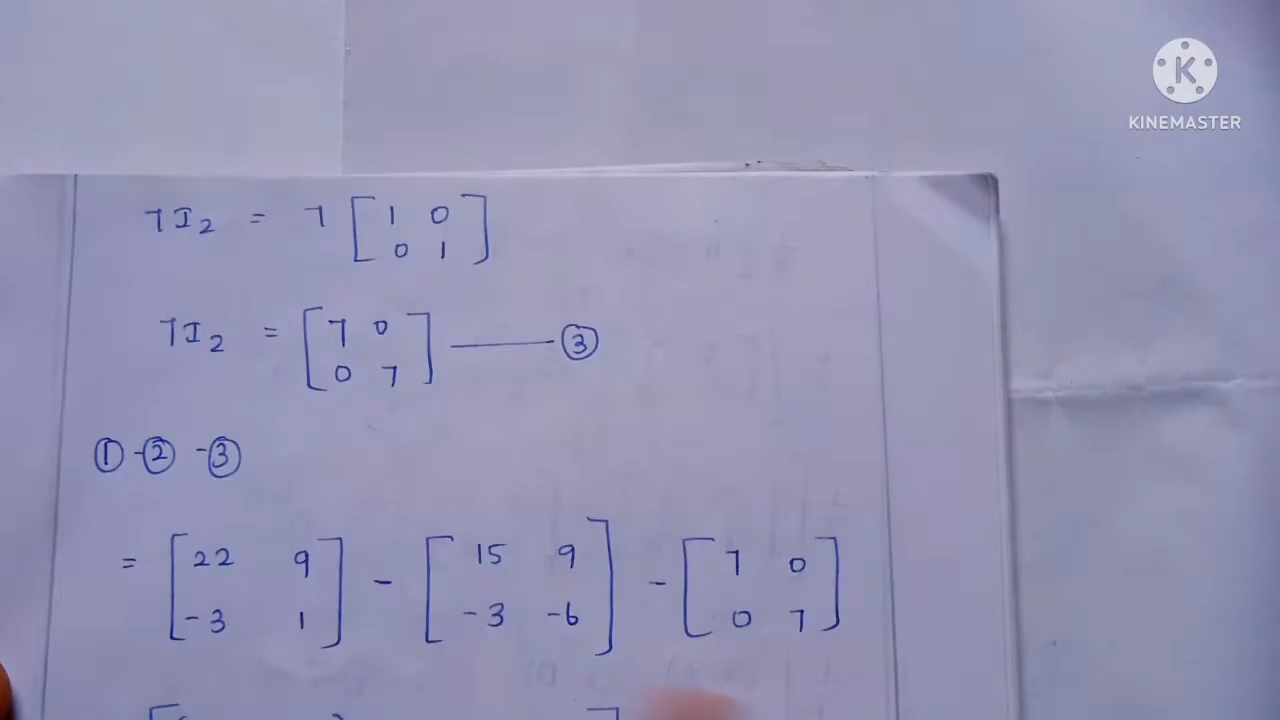 KINEMASTER
7I₂ = 7 [ 1 0
0 1 ]
7I₂ = [ 7 0
0 7 ] —— ③
① - ② - ③
= [ 22 9 ] - [ 15 9 ] - [ 7 0 ]
[ -3 1 ] [ -3 -6 ] [ 0 7 ]